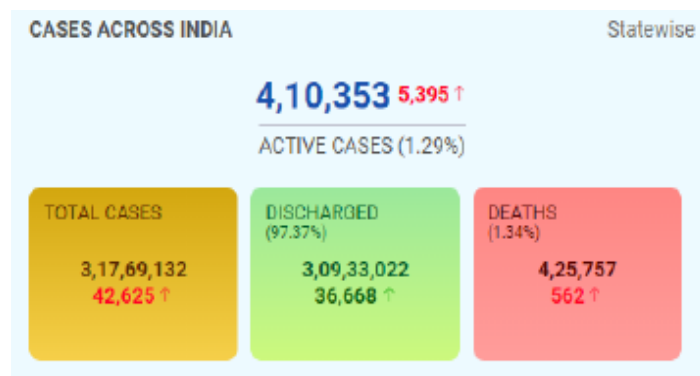 CASES ACROSS INDIA Statewise
4,10,353 5,395 ↑
ACTIVE CASES (1.29%)
TOTAL CASES
3,17,69,132
42,625 ↑
DISCHARGED
(97.37%)
3,09,33,022
36,668 ↑
DEATHS
(1.34%)
4,25,757
562 ↑